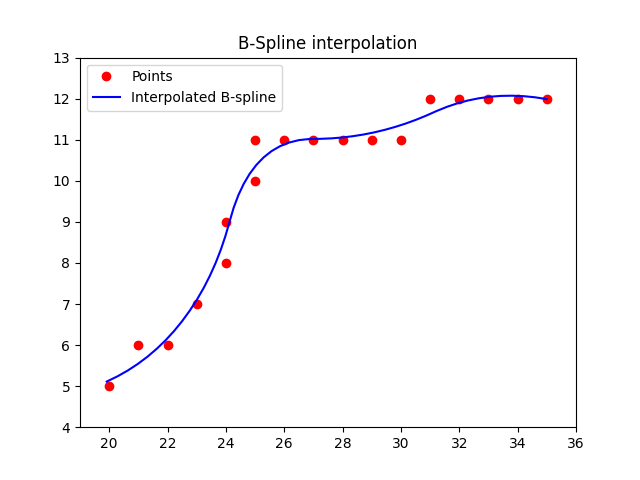 B-Spline interpolation
13
12
11
10
9
8
7
6
5
4
Points
Interpolated B-spline
20 22 24 26 28 30 32 34 36